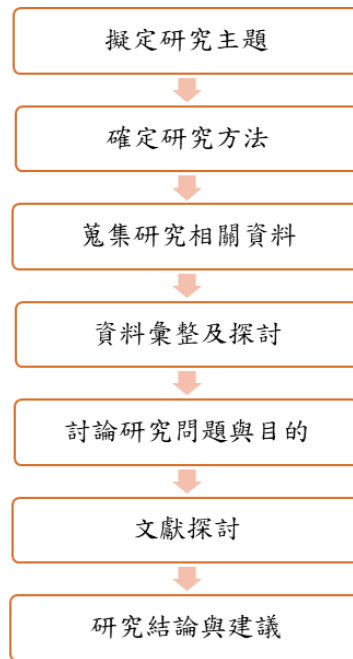 擬定研究主題
確定研究方法
蒐集研究相關資料
資料彙整及探討
討論研究問題與目的
文獻探討
研究結論與建議